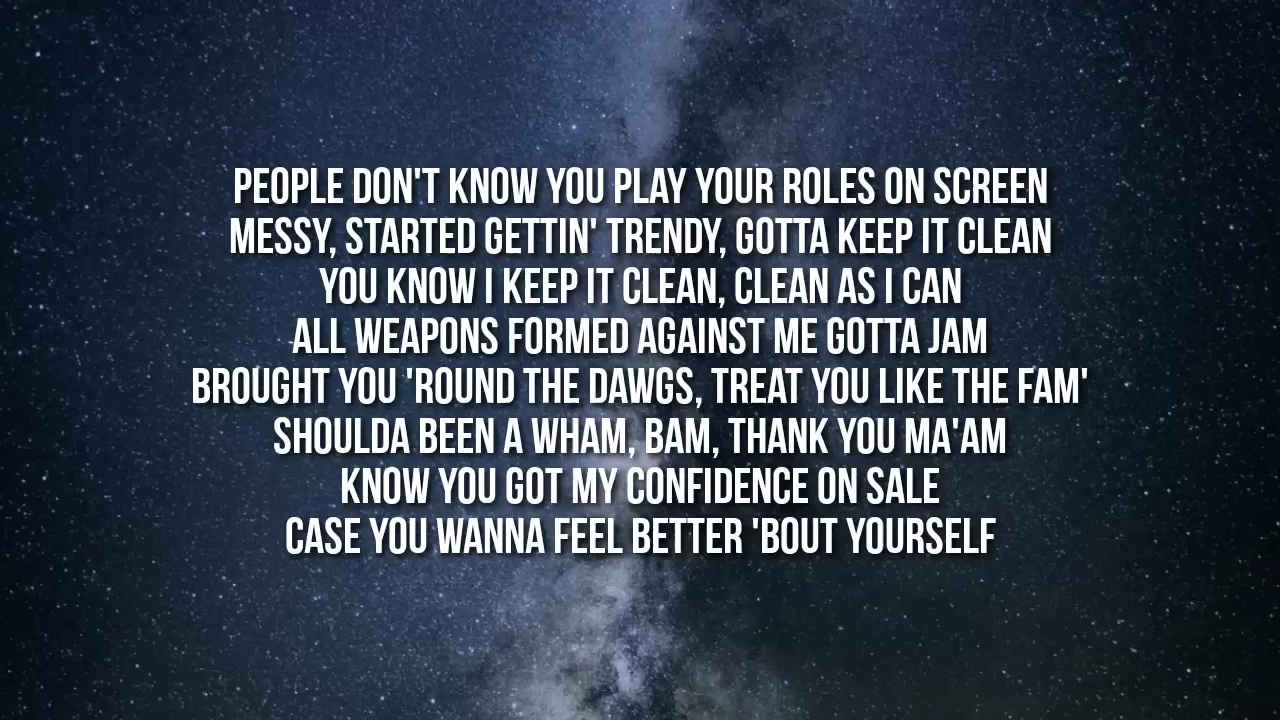 PEOPLE DON'T KNOW YOU PLAY YOUR ROLES ON SCREEN
MESSY, STARTED GETTIN' TRENDY, GOTTA KEEP IT CLEAN
YOU KNOW I KEEP IT CLEAN, CLEAN AS I CAN
ALL WEAPONS FORMED AGAINST ME GOTTA JAM
BROUGHT YOU 'ROUND THE DAWGS, TREAT YOU LIKE THE FAM'
SHOULDA BEEN A WHAM, BAM, THANK YOU MA'AM
KNOW YOU GOT MY CONFIDENCE ON SALE
CASE YOU WANNA FEEL BETTER 'BOUT YOURSELF